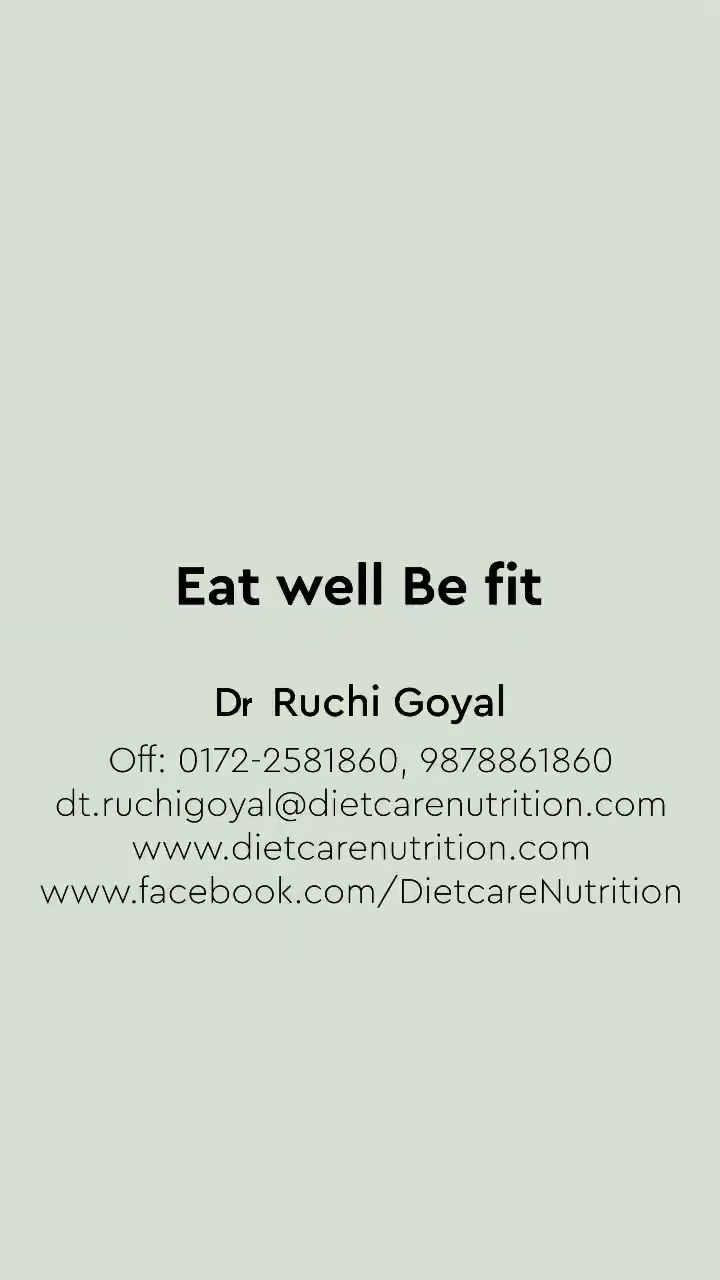 Eat well Be fit
Dr Ruchi Goyal
Off: 0172-2581860, 9878861860
dt.ruchigoyal@dietcarenutrition.com
www.dietcarenutrition.com
www.facebook.com/DietcareNutrition